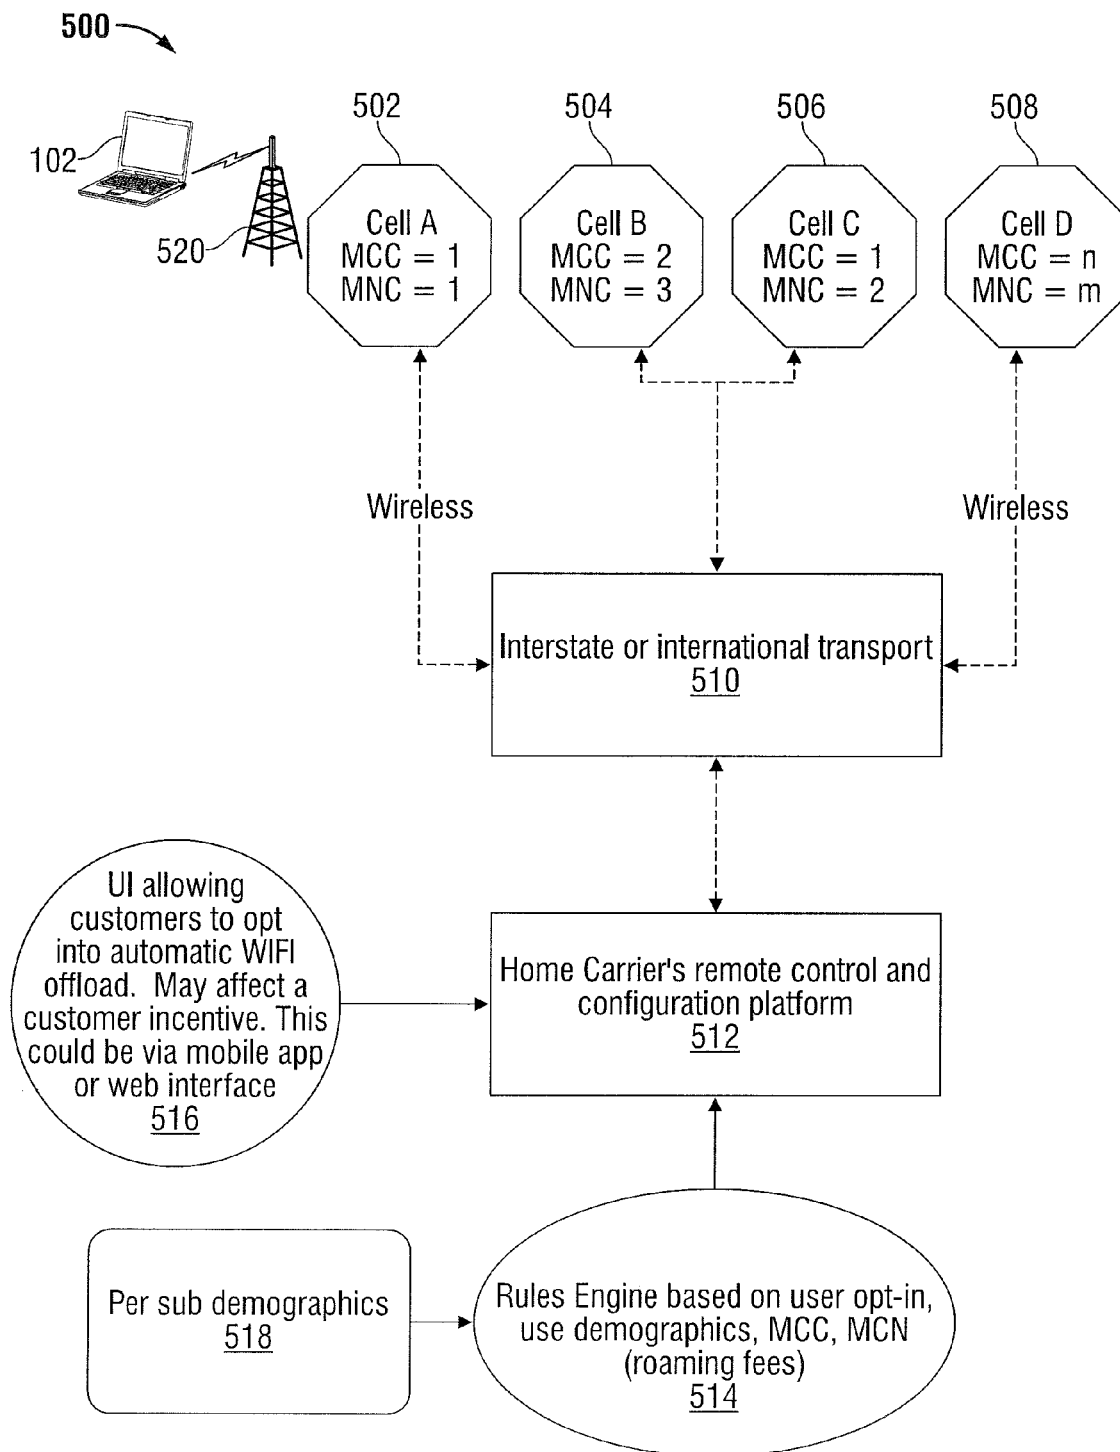 500
502
504
506
508
102
520
Cell A
MCC = 1
MNC = 1
Cell B
MCC = 2
MNC = 3
Cell C
MCC = 1
MNC = 2
Cell D
MCC = n
MNC = m
Wireless
Wireless
Interstate or international transport
510
UI allowing
customers to opt
into automatic WIFI
offload. May affect a
customer incentive. This
could be via mobile app
or web interface
516
Home Carrier's remote control and
configuration platform
512
Per sub demographics
518
Rules Engine based on user opt-in,
use demographics, MCC, MCN
(roaming fees)
514